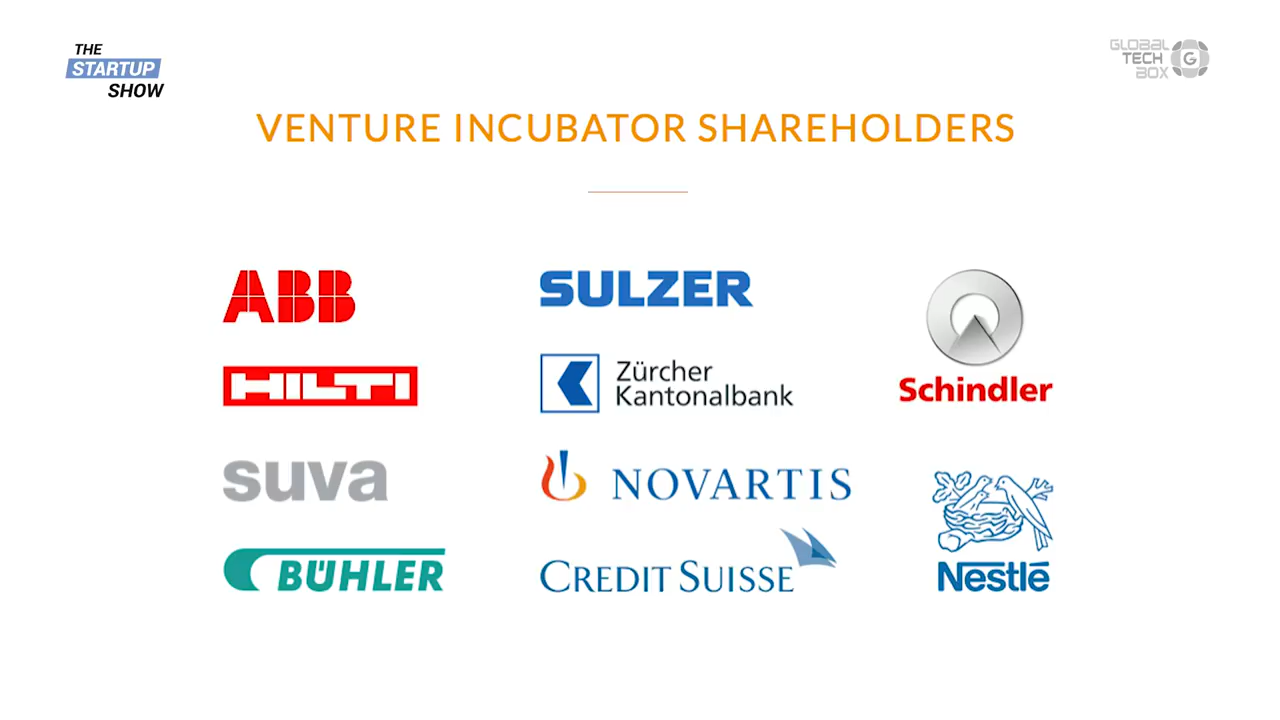 THE
STARTUP
SHOW
GLOBAL
TECH
BOX
G
VENTURE INCUBATOR SHAREHOLDERS
ABB
SULZER
Schindler
HILTI
Zürcher
Kantonalbank
suva
NOVARTIS
Nestlé
BÜHLER
CREDIT SUISSE